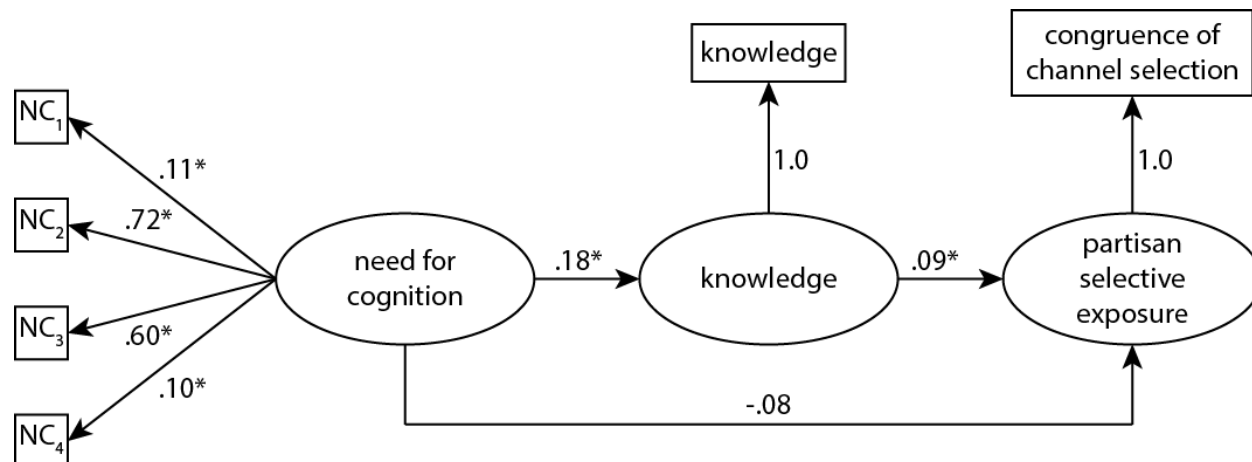 knowledge
congruence of
channel selection
NC₁
.11*
1.0
1.0
NC₂
.72*
need for
cognition
.18*
knowledge
.09*
partisan
selective
exposure
NC₃
.60*
.10*
-.08
NC₄